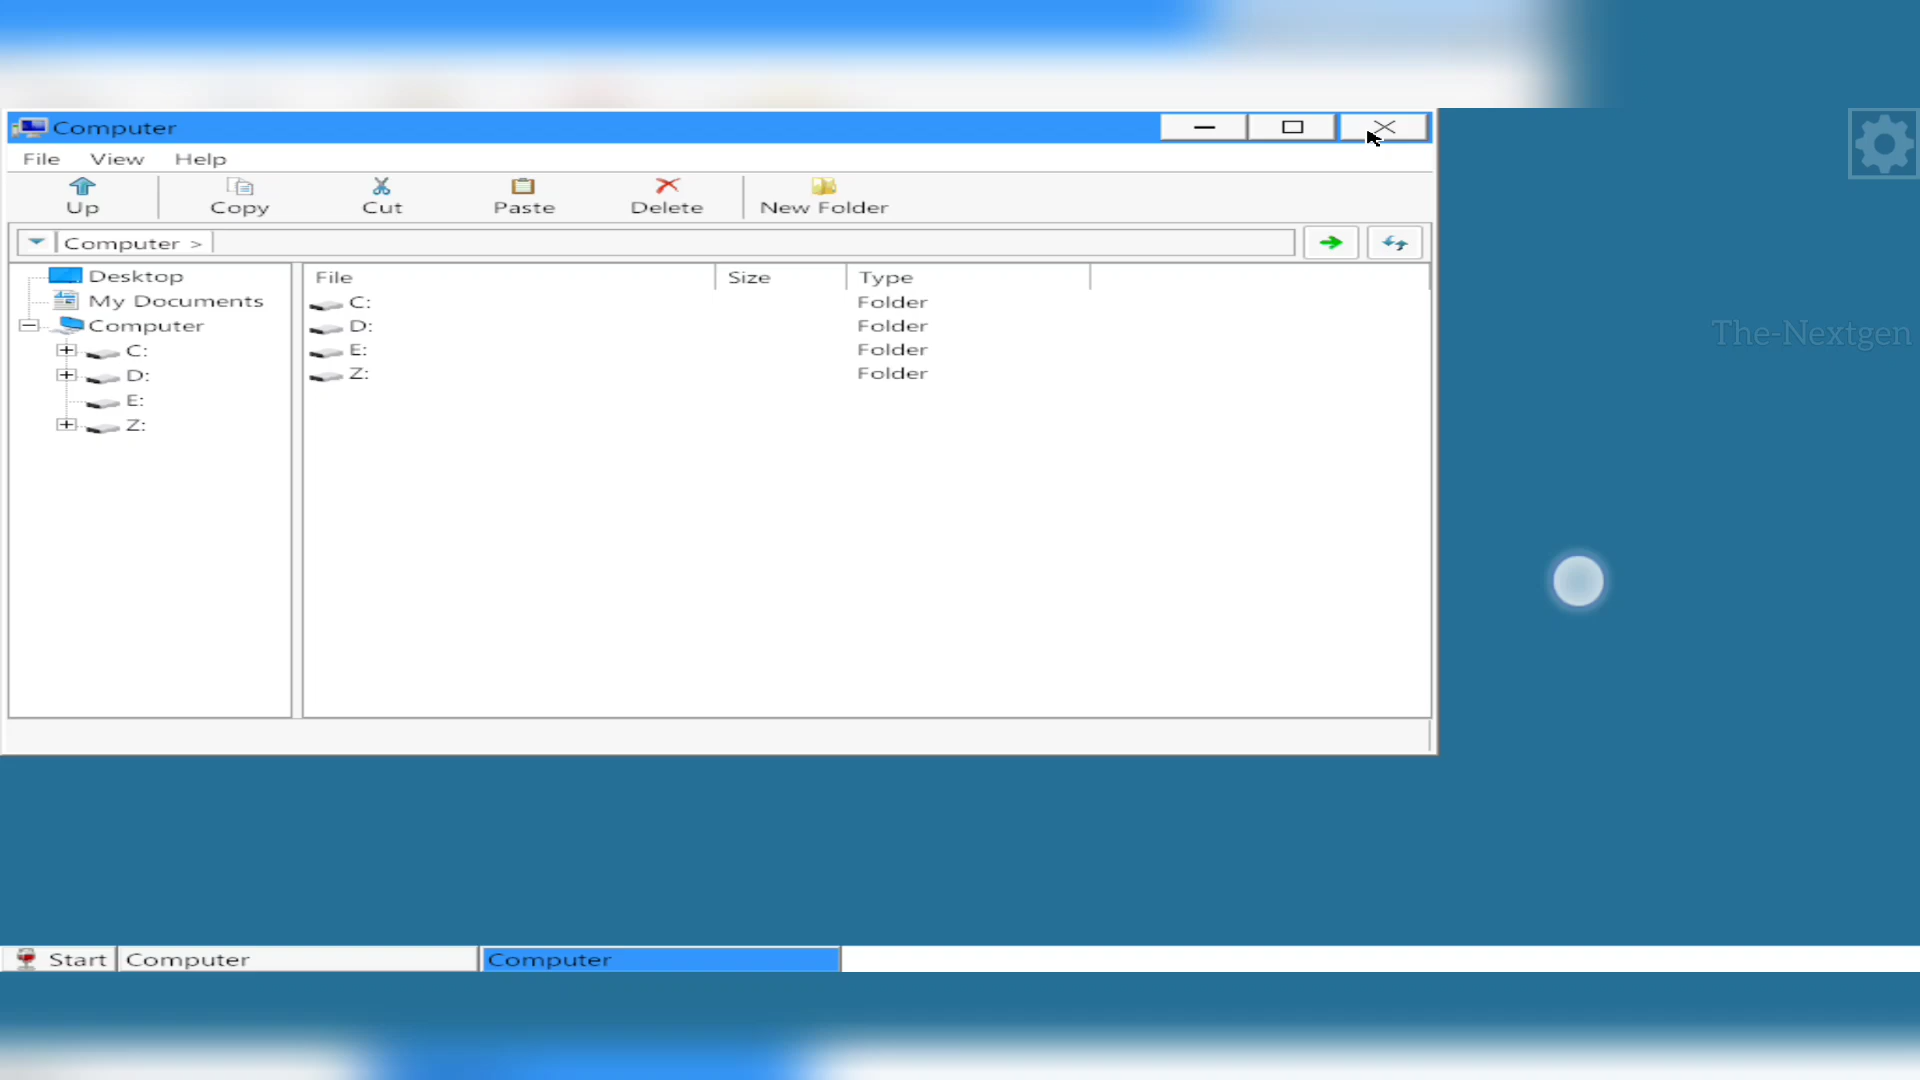 Computer
File View Help
Up Copy Cut Paste Delete New Folder
Computer >
Desktop
My Documents
Computer
C:
D:
E:
Z:
File Size Type
C: Folder
D: Folder
E: Folder
Z: Folder
The-Nextgen
Start Computer Computer